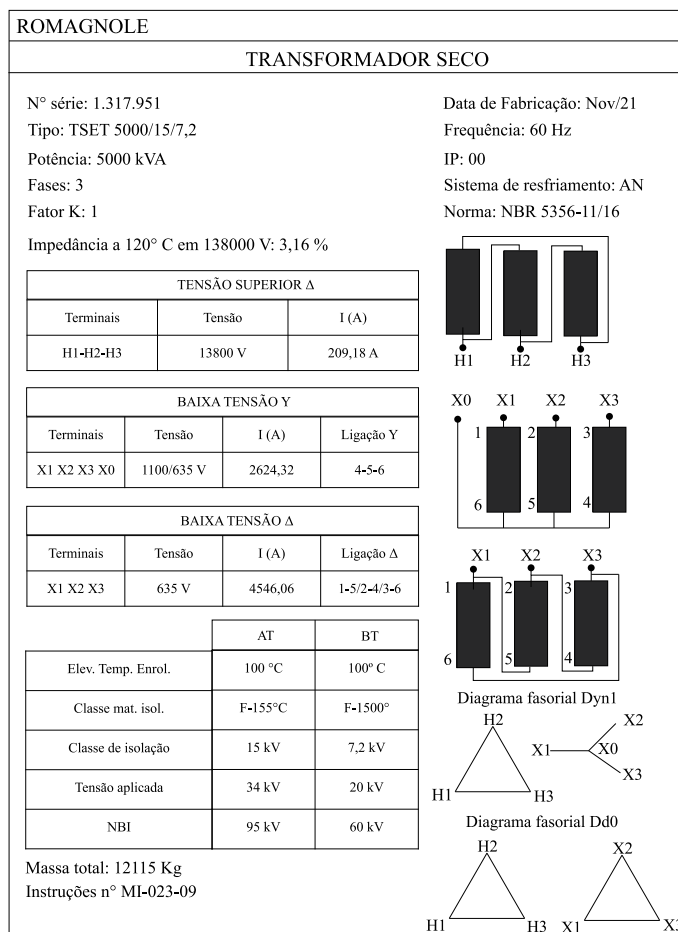 ROMAGNOLE
TRANSFORMADOR SECO
N° série: 1.317.951
Tipo: TSET 5000/15/7,2
Potência: 5000 kVA
Fases: 3
Fator K: 1
Impedância a 120° C em 138000 V: 3,16 %
Data de Fabricação: Nov/21
Frequência: 60 Hz
IP: 00
Sistema de resfriamento: AN
Norma: NBR 5356-11/16
TENSÃO SUPERIOR Δ
Terminais Tensão I (A)
H1-H2-H3 13800 V 209,18 A
H1 H2 H3
BAIXA TENSÃO Y
Terminais Tensão I (A) Ligação Y
X1 X2 X3 X0 1100/635 V 2624,32 4-5-6
X0 X1 X2 X3
1 2 3
6 5 4
BAIXA TENSÃO Δ
Terminais Tensão I (A) Ligação Δ
X1 X2 X3 635 V 4546,06 1-5/2-4/3-6
X1 X2 X3
1 2 3
6 5 4
AT BT
Elev. Temp. Enrol. 100 °C 100º C
Classe mat. isol. F-155°C F-1500°
Classe de isolação 15 kV 7,2 kV
Tensão aplicada 34 kV 20 kV
NBI 95 kV 60 kV
Diagrama fasorial Dyn1
H2
H1 H3
X2
X1 X0
X3
Diagrama fasorial Dd0
H2
H1 H3
X2
X1 X3
Massa total: 12115 Kg
Instruções n° MI-023-09